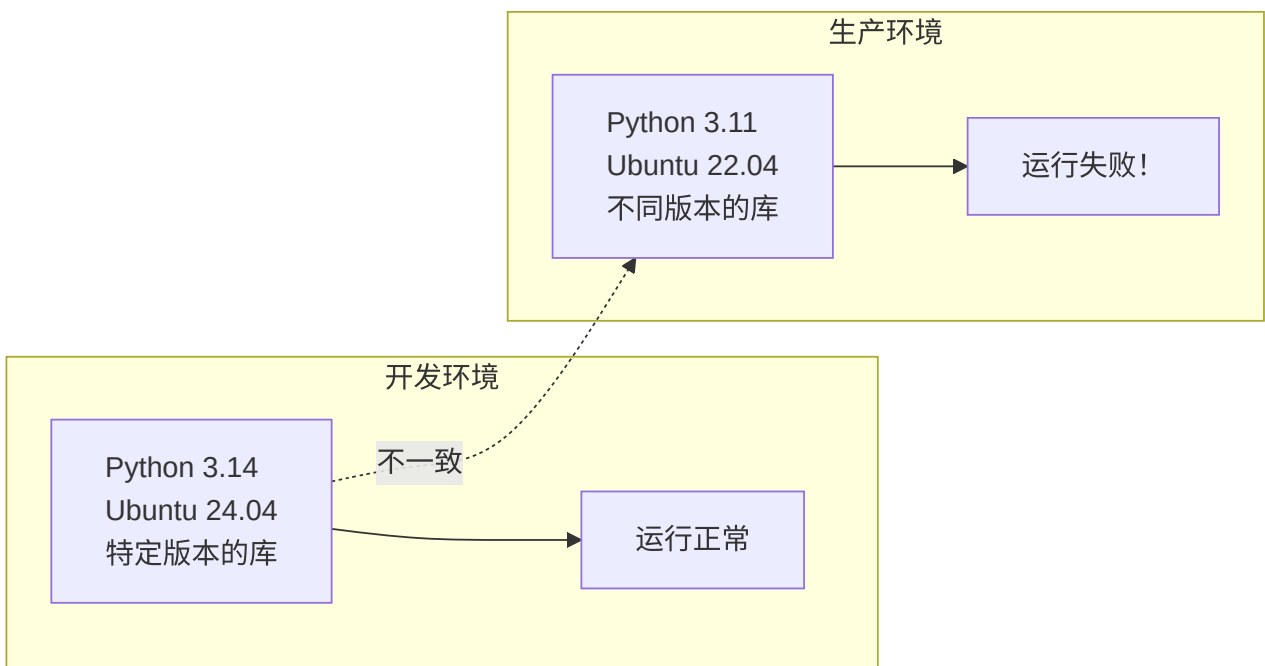 生产环境
Python 3.11
Ubuntu 22.04
不同版本的库
运行失败!
开发环境
Python 3.14
Ubuntu 24.04
特定版本的库
不一致
运行正常